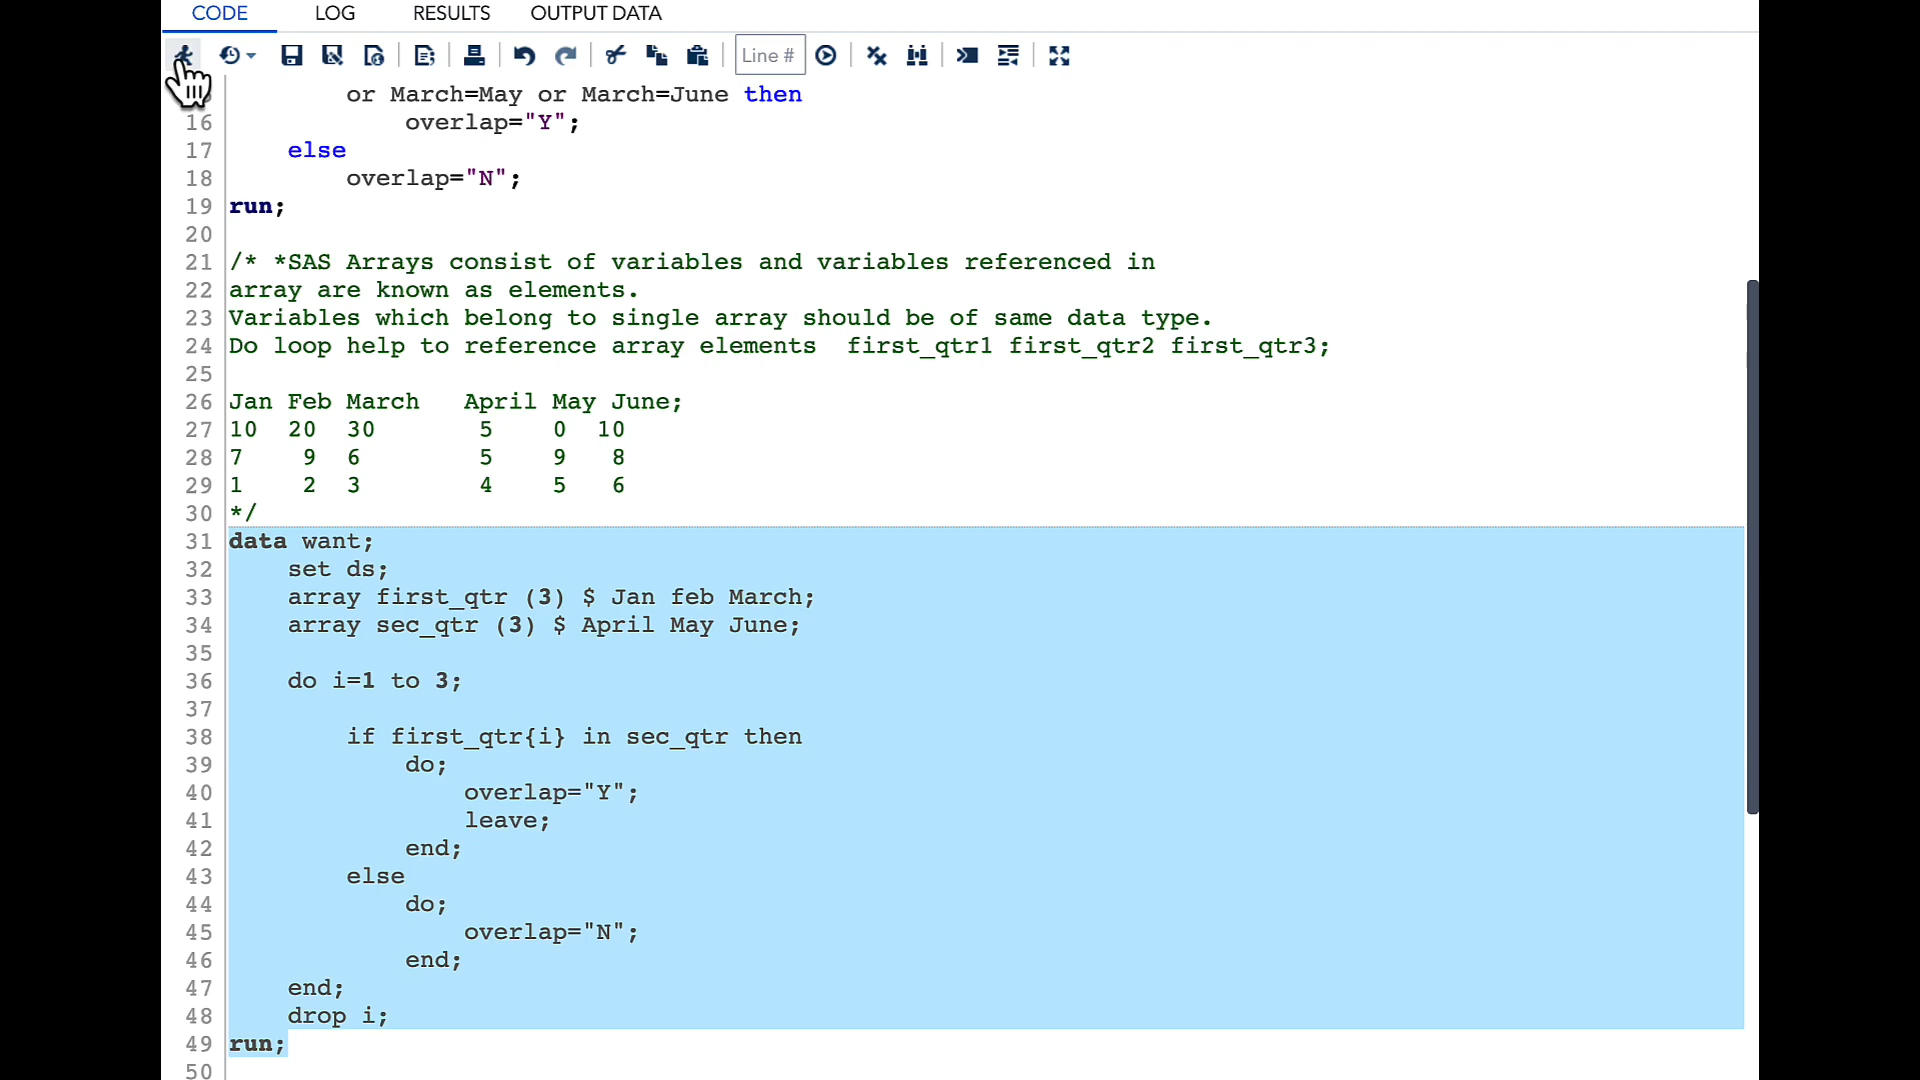 CODE LOG RESULTS OUTPUT DATA
Line #
or March=May or March=June then
16 overlap="Y";
17 else
18 overlap="N";
19 run;
20
21 /* *SAS Arrays consist of variables and variables referenced in
22 array are known as elements.
23 Variables which belong to single array should be of same data type.
24 Do loop help to reference array elements first_qtr1 first_qtr2 first_qtr3;
25
26 Jan Feb March April May June;
27 10 20 30 5 0 10
28 7 9 6 5 9 8
29 1 2 3 4 5 6
30 */
31 data want;
32 set ds;
33 array first_qtr (3) $ Jan feb March;
34 array sec_qtr (3) $ April May June;
35
36 do i=1 to 3;
37
38 if first_qtr{i} in sec_qtr then
39 do;
40 overlap="Y";
41 leave;
42 end;
43 else
44 do;
45 overlap="N";
46 end;
47 end;
48 drop i;
49 run;
50